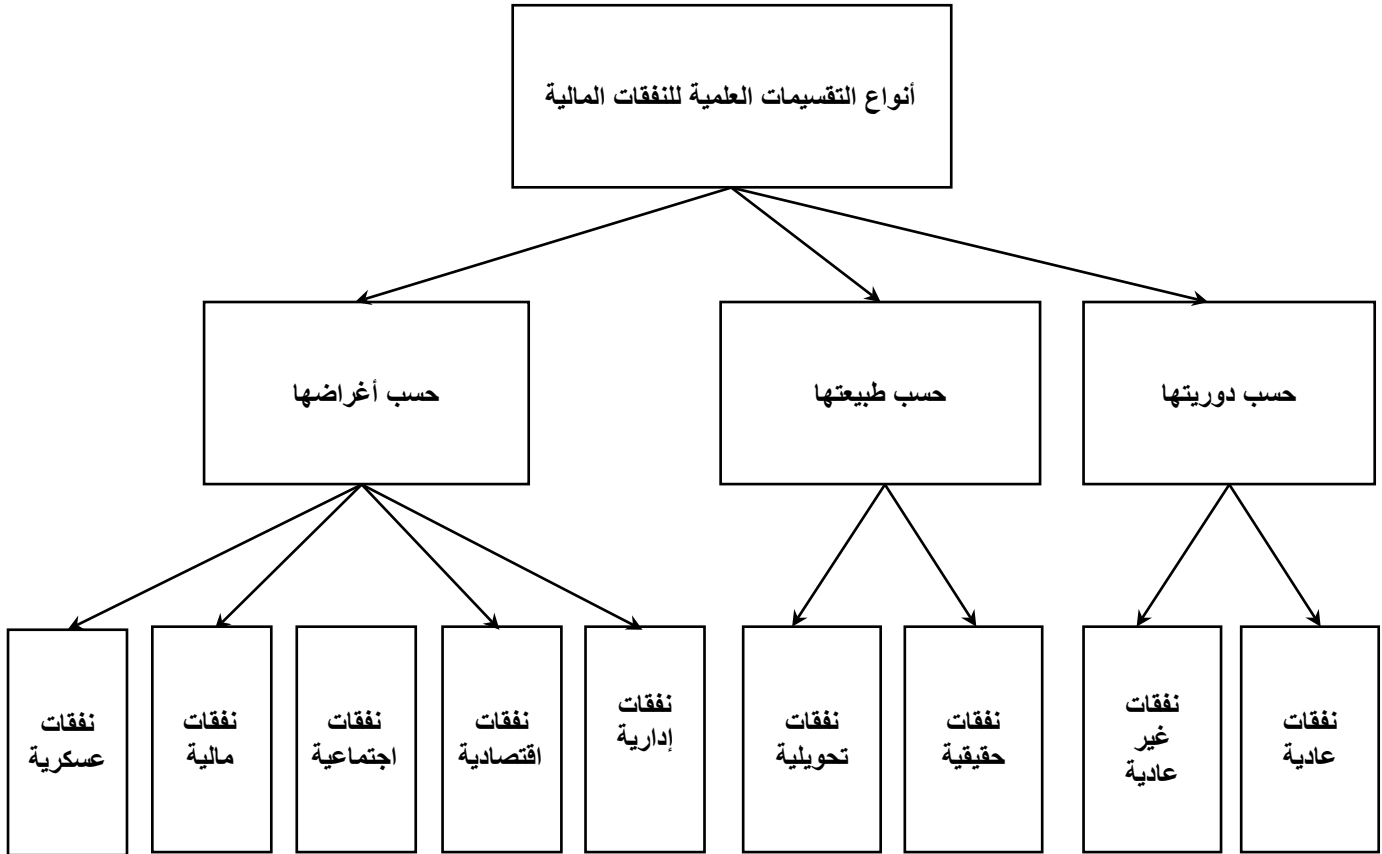 أنواع التقسيمات العلمية للنفقات المالية
حسب دوريتها
حسب طبيعتها
حسب أغراضها
نفقات
عادية
نفقات
غير
عادية
نفقات
حقيقية
نفقات
تحويلية
نفقات
إدارية
نفقات
اقتصادية
نفقات
اجتماعية
نفقات
مالية
نفقات
عسكرية